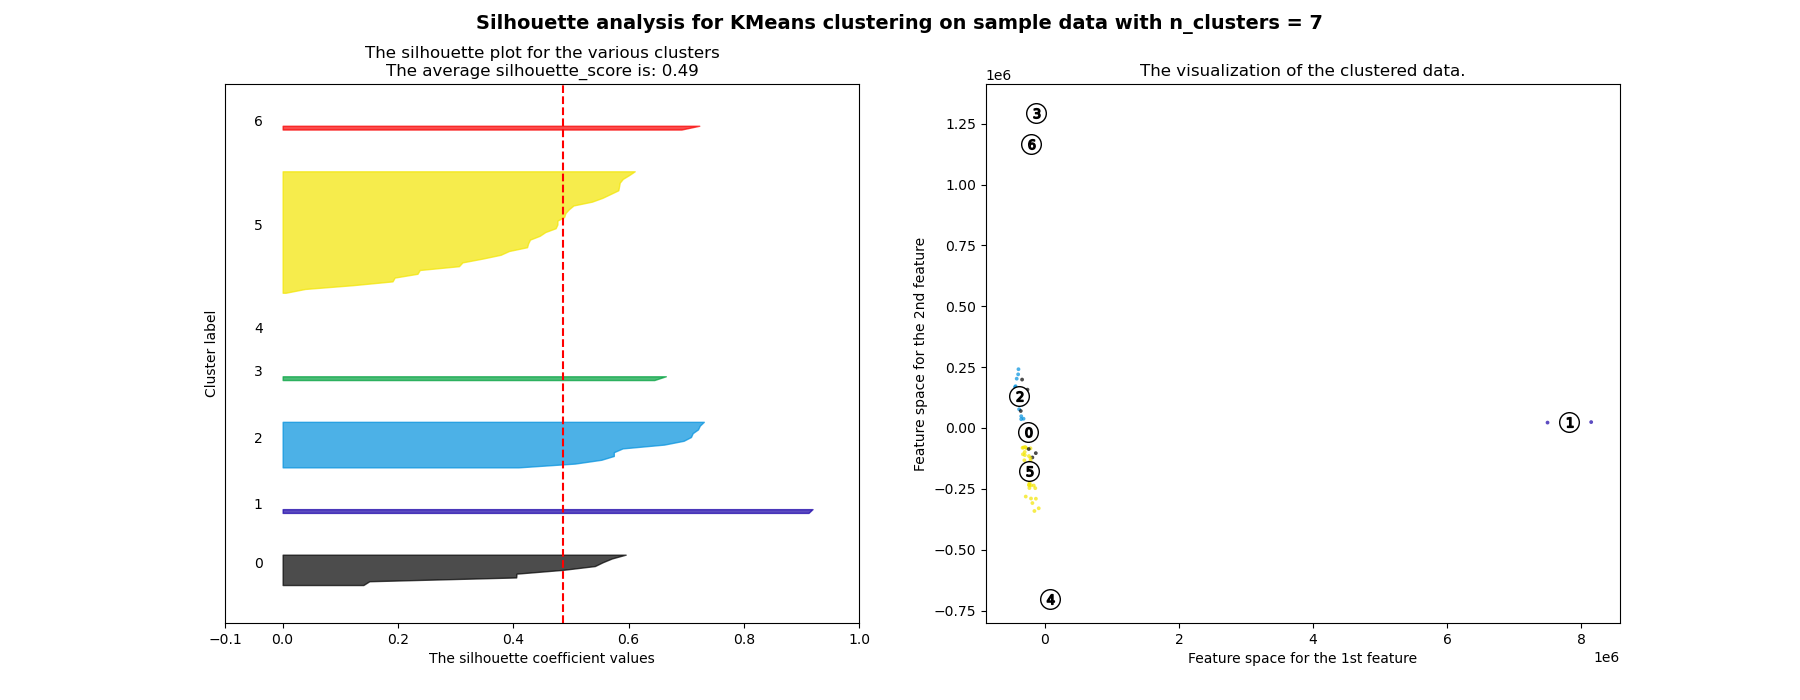 Silhouette analysis for KMeans clustering on sample data with n_clusters = 7
The silhouette plot for the various clusters
The average silhouette_score is: 0.49
6
5
4
3
2
1
0
Cluster label
−0.1 0.0 0.2 0.4 0.6 0.8 1.0
The silhouette coefficient values
The visualization of the clustered data.
1e6
1.25
1.00
0.75
0.50
0.25
0.00
−0.25
−0.50
−0.75
Feature space for the 2nd feature
3
6
2
1
0
5
4
0 2 4 6 8
1e6
Feature space for the 1st feature